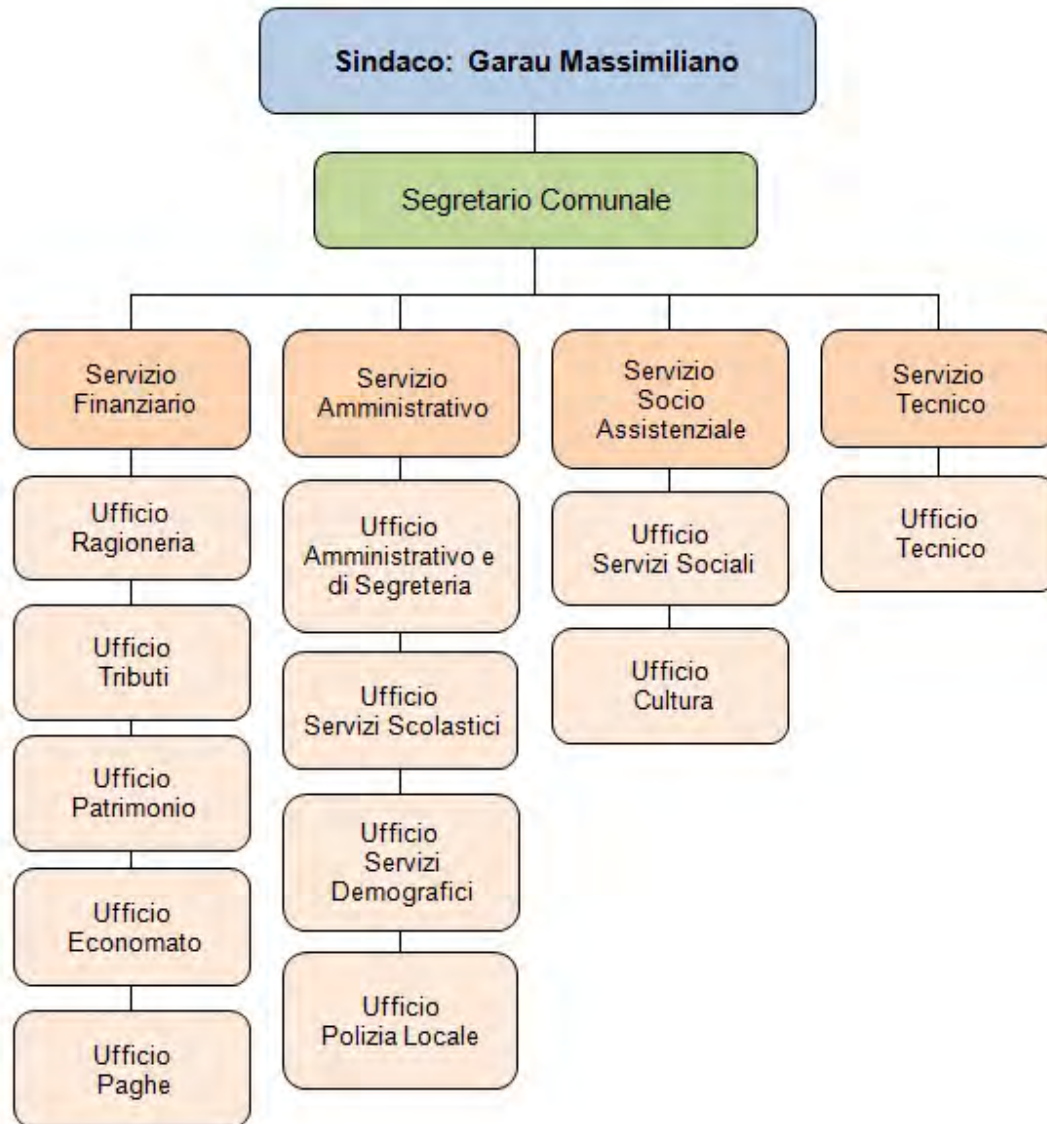 Sindaco: Garau Massimiliano
Segretario Comunale
Servizio
Finanziario
Ufficio
Ragioneria
Ufficio
Tributi
Ufficio
Patrimonio
Ufficio
Economato
Ufficio
Paghe
Servizio
Amministrativo
Ufficio
Amministrativo e
di Segreteria
Ufficio
Servizi Scolastici
Ufficio
Servizi
Demografici
Ufficio
Polizia Locale
Servizio
Socio
Assistenziale
Ufficio
Servizi Sociali
Ufficio
Cultura
Servizio
Tecnico
Ufficio
Tecnico